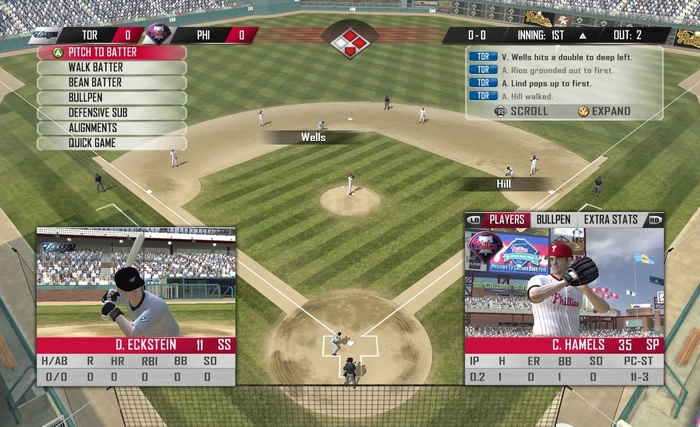 TOR 0 PHI 0
0-0 INNING: 1ST OUT: 2
PITCH TO BATTER
WALK BATTER
BEAN BATTER
BULLPEN
DEFENSIVE SUB
ALIGNMENTS
QUICK GAME
TOR V. Wells hits a double to deep left.
TOR A. Rios grounded out to first.
TOR A. Lind pops up to first.
TOR A. Hill walked.
SCROLL EXPAND
Wells
Hill
LB PLAYERS BULLPEN EXTRA STATS RB
Phillies
D. ECKSTEIN 11 SS
H/AB R HR RBI BB SO
0/0 0 0 0 0 0
C. HAMELS 35 SP
IP H ER BB SO PC-ST
0.2 1 0 1 0 11-3